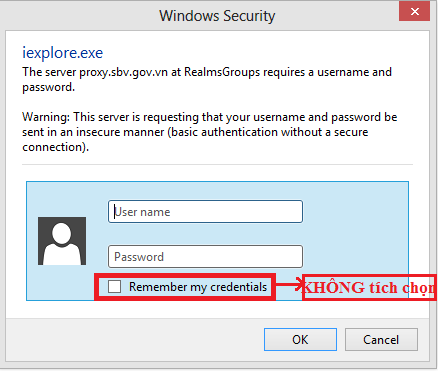 Windows Security
iexplore.exe
The server proxy.sbv.gov.vn at RealmsGroups requires a username and
password.
Warning: This server is requesting that your username and password be
sent in an insecure manner (basic authentication without a secure
connection).
User name
Password
Remember my credentials
KHÔNG tích chọn
OK
Cancel